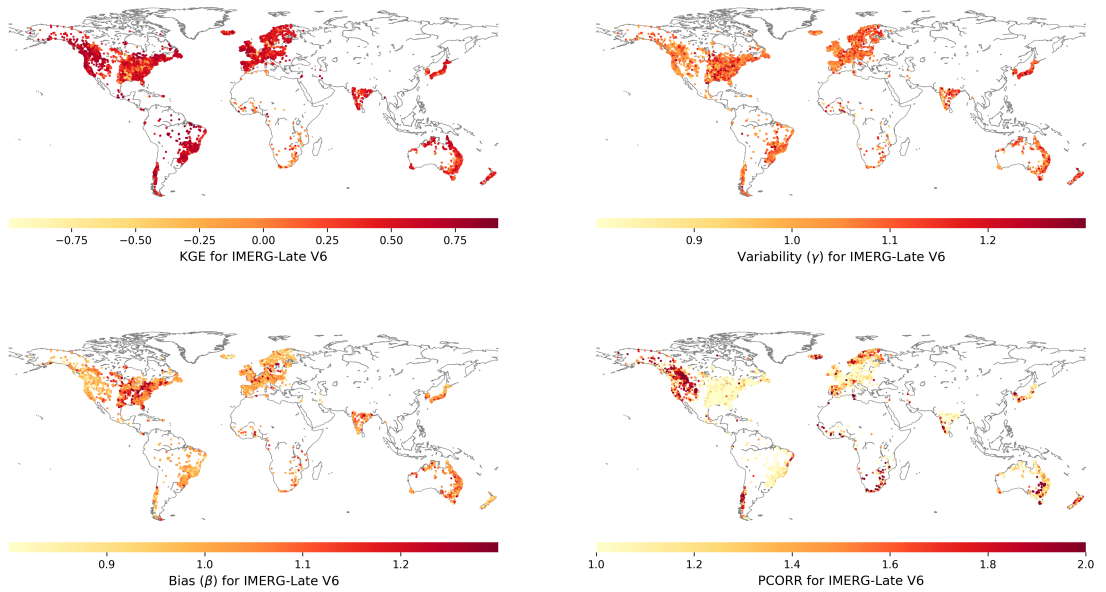 −0.75 −0.50 −0.25 0.00 0.25 0.50 0.75
KGE for IMERG-Late V6
0.9 1.0 1.1 1.2
Variability (γ) for IMERG-Late V6
0.9 1.0 1.1 1.2
Bias (β) for IMERG-Late V6
1.0 1.2 1.4 1.6 1.8 2.0
PCORR for IMERG-Late V6